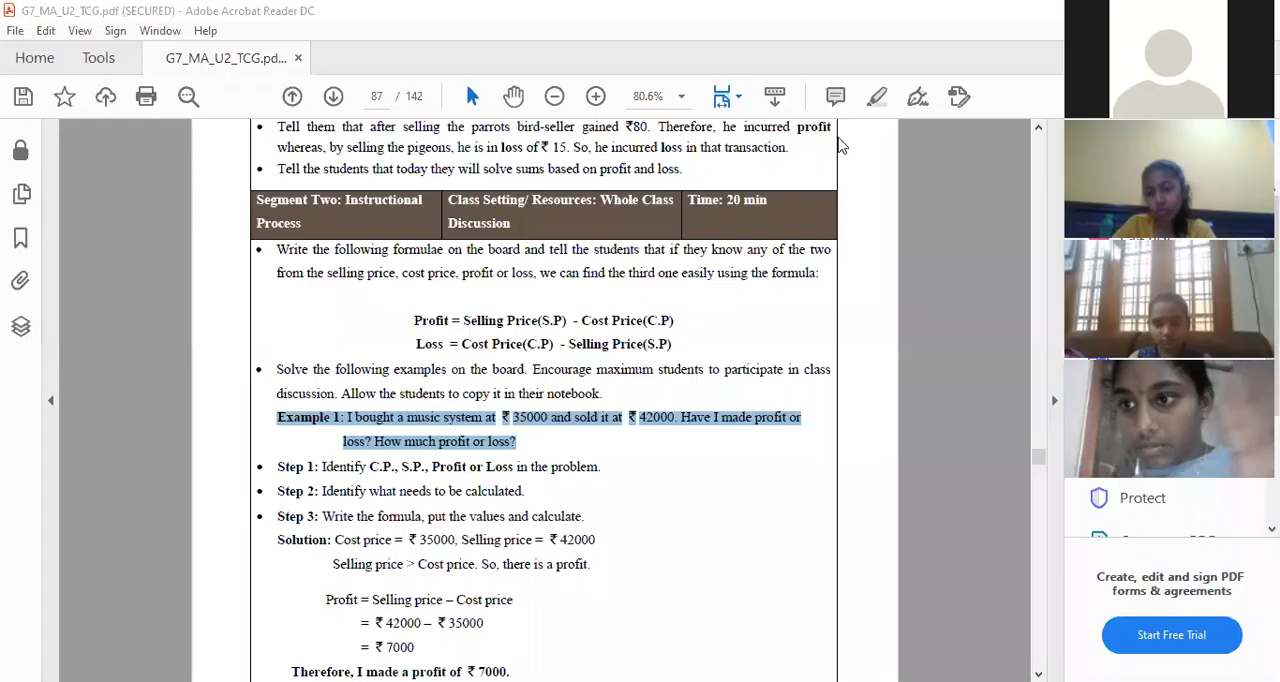 G7_MA_U2_TCG.pdf (SECURED) - Adobe Acrobat Reader DC
File Edit View Sign Window Help
Home Tools G7_MA_U2_TCG.pd... ×
87 / 142 80.6%
• Tell them that after selling the parrots bird-seller gained ₹80. Therefore, he incurred profit
whereas, by selling the pigeons, he is in loss of ₹ 15. So, he incurred loss in that transaction.
• Tell the students that today they will solve sums based on profit and loss.
Segment Two: Instructional Process
Class Setting/ Resources: Whole Class Discussion
Time: 20 min
• Write the following formulae on the board and tell the students that if they know any of the two
from the selling price, cost price, profit or loss, we can find the third one easily using the formula:
Profit = Selling Price(S.P) - Cost Price(C.P)
Loss = Cost Price(C.P) - Selling Price(S.P)
• Solve the following examples on the board. Encourage maximum students to participate in class
discussion. Allow the students to copy it in their notebook.
Example 1: I bought a music system at ₹ 35000 and sold it at ₹ 42000. Have I made profit or
loss? How much profit or loss?
• Step 1: Identify C.P., S.P., Profit or Loss in the problem.
• Step 2: Identify what needs to be calculated.
• Step 3: Write the formula, put the values and calculate.
Solution: Cost price = ₹ 35000, Selling price = ₹ 42000
Selling price > Cost price. So, there is a profit.
Profit = Selling price – Cost price
= ₹ 42000 – ₹ 35000
= ₹ 7000
Therefore, I made a profit of ₹ 7000.
Protect
Create, edit and sign PDF
forms & agreements
Start Free Trial